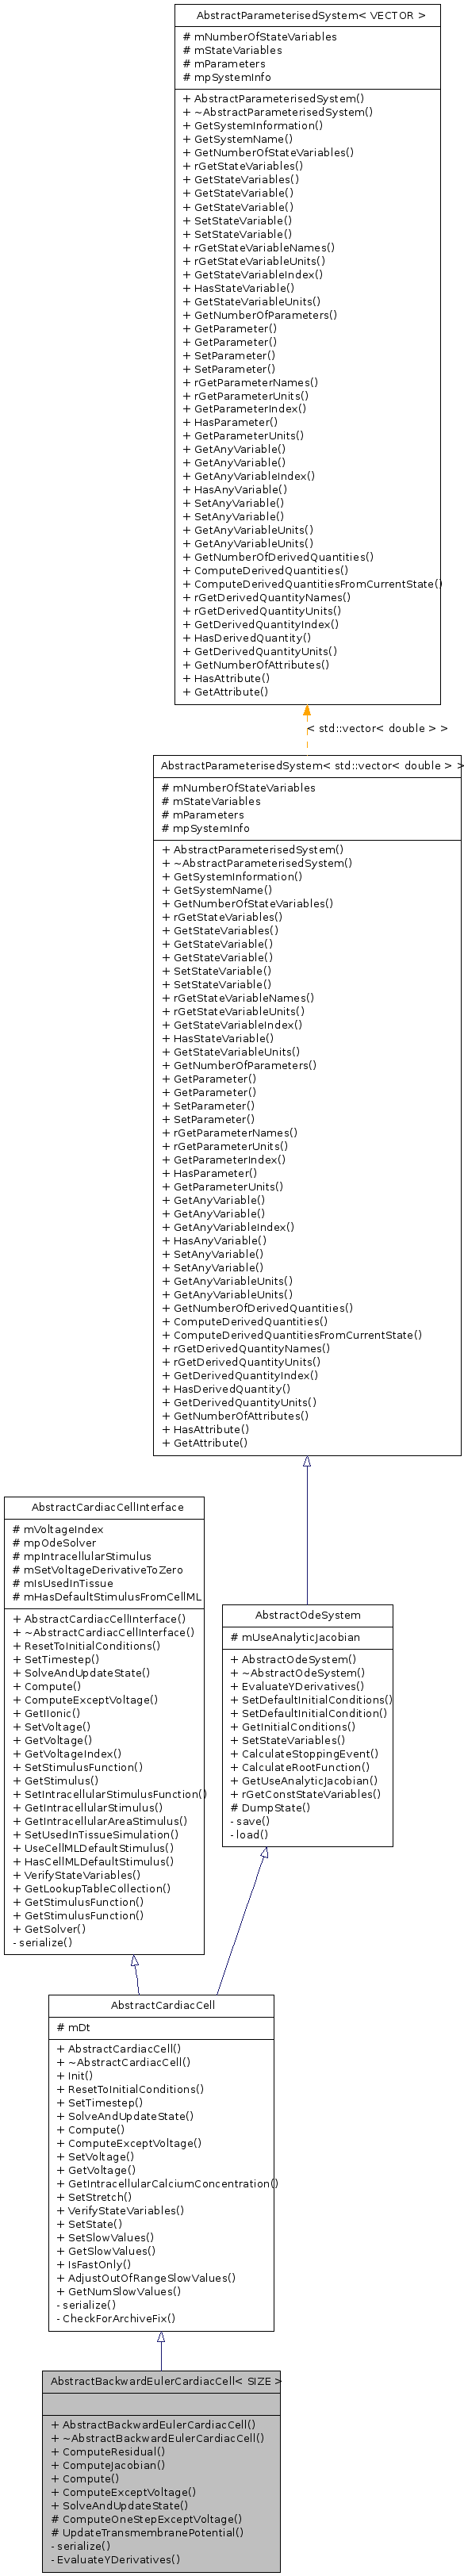 AbstractParameterisedSystem< VECTOR >
# mNumberOfStateVariables
# mStateVariables
# mParameters
# mpSystemInfo
+ AbstractParameterisedSystem()
+ ~AbstractParameterisedSystem()
+ GetSystemInformation()
+ GetSystemName()
+ GetNumberOfStateVariables()
+ rGetStateVariables()
+ GetStateVariables()
+ GetStateVariable()
+ GetStateVariable()
+ SetStateVariable()
+ SetStateVariable()
+ rGetStateVariableNames()
+ rGetStateVariableUnits()
+ GetStateVariableIndex()
+ HasStateVariable()
+ GetStateVariableUnits()
+ GetNumberOfParameters()
+ GetParameter()
+ GetParameter()
+ SetParameter()
+ SetParameter()
+ rGetParameterNames()
+ rGetParameterUnits()
+ GetParameterIndex()
+ HasParameter()
+ GetParameterUnits()
+ GetAnyVariable()
+ GetAnyVariable()
+ GetAnyVariableIndex()
+ HasAnyVariable()
+ SetAnyVariable()
+ SetAnyVariable()
+ GetAnyVariableUnits()
+ GetAnyVariableUnits()
+ GetNumberOfDerivedQuantities()
+ ComputeDerivedQuantities()
+ ComputeDerivedQuantitiesFromCurrentState()
+ rGetDerivedQuantityNames()
+ rGetDerivedQuantityUnits()
+ GetDerivedQuantityIndex()
+ HasDerivedQuantity()
+ GetDerivedQuantityUnits()
+ GetNumberOfAttributes()
+ HasAttribute()
+ GetAttribute()
< std::vector< double > >
AbstractParameterisedSystem< std::vector< double > >
# mNumberOfStateVariables
# mStateVariables
# mParameters
# mpSystemInfo
+ AbstractParameterisedSystem()
+ ~AbstractParameterisedSystem()
+ GetSystemInformation()
+ GetSystemName()
+ GetNumberOfStateVariables()
+ rGetStateVariables()
+ GetStateVariables()
+ GetStateVariable()
+ GetStateVariable()
+ SetStateVariable()
+ SetStateVariable()
+ rGetStateVariableNames()
+ rGetStateVariableUnits()
+ GetStateVariableIndex()
+ HasStateVariable()
+ GetStateVariableUnits()
+ GetNumberOfParameters()
+ GetParameter()
+ GetParameter()
+ SetParameter()
+ SetParameter()
+ rGetParameterNames()
+ rGetParameterUnits()
+ GetParameterIndex()
+ HasParameter()
+ GetParameterUnits()
+ GetAnyVariable()
+ GetAnyVariable()
+ GetAnyVariableIndex()
+ HasAnyVariable()
+ SetAnyVariable()
+ SetAnyVariable()
+ GetAnyVariableUnits()
+ GetAnyVariableUnits()
+ GetNumberOfDerivedQuantities()
+ ComputeDerivedQuantities()
+ ComputeDerivedQuantitiesFromCurrentState()
+ rGetDerivedQuantityNames()
+ rGetDerivedQuantityUnits()
+ GetDerivedQuantityIndex()
+ HasDerivedQuantity()
+ GetDerivedQuantityUnits()
+ GetNumberOfAttributes()
+ HasAttribute()
+ GetAttribute()
AbstractCardiacCellInterface
# mVoltageIndex
# mpOdeSolver
# mpIntracellularStimulus
# mSetVoltageDerivativeToZero
# mIsUsedInTissue
# mHasDefaultStimulusFromCellML
+ AbstractCardiacCellInterface()
+ ~AbstractCardiacCellInterface()
+ ResetToInitialConditions()
+ SetTimestep()
+ SolveAndUpdateState()
+ Compute()
+ ComputeExceptVoltage()
+ GetIIonic()
+ SetVoltage()
+ GetVoltage()
+ GetVoltageIndex()
+ SetStimulusFunction()
+ GetStimulus()
+ SetIntracellularStimulusFunction()
+ GetIntracellularStimulus()
+ GetIntracellularAreaStimulus()
+ SetUsedInTissueSimulation()
+ UseCellMLDefaultStimulus()
+ HasCellMLDefaultStimulus()
+ VerifyStateVariables()
+ GetLookupTableCollection()
+ GetStimulusFunction()
+ GetStimulusFunction()
+ GetSolver()
- serialize()
AbstractOdeSystem
# mUseAnalyticJacobian
+ AbstractOdeSystem()
+ ~AbstractOdeSystem()
+ EvaluateYDerivatives()
+ SetDefaultInitialConditions()
+ SetDefaultInitialCondition()
+ GetInitialConditions()
+ SetStateVariables()
+ CalculateStoppingEvent()
+ CalculateRootFunction()
+ GetUseAnalyticJacobian()
+ rGetConstStateVariables()
# DumpState()
- save()
- load()
AbstractCardiacCell
# mDt
+ AbstractCardiacCell()
+ ~AbstractCardiacCell()
+ Init()
+ ResetToInitialConditions()
+ SetTimestep()
+ SolveAndUpdateState()
+ Compute()
+ ComputeExceptVoltage()
+ SetVoltage()
+ GetVoltage()
+ GetIntracellularCalciumConcentration()
+ SetStretch()
+ VerifyStateVariables()
+ SetState()
+ SetSlowValues()
+ GetSlowValues()
+ IsFastOnly()
+ AdjustOutOfRangeSlowValues()
+ GetNumSlowValues()
- serialize()
- CheckForArchiveFix()
AbstractBackwardEulerCardiacCell< SIZE >
+ AbstractBackwardEulerCardiacCell()
+ ~AbstractBackwardEulerCardiacCell()
+ ComputeResidual()
+ ComputeJacobian()
+ Compute()
+ ComputeExceptVoltage()
+ SolveAndUpdateState()
# ComputeOneStepExceptVoltage()
# UpdateTransmembranePotential()
- serialize()
- EvaluateYDerivatives()